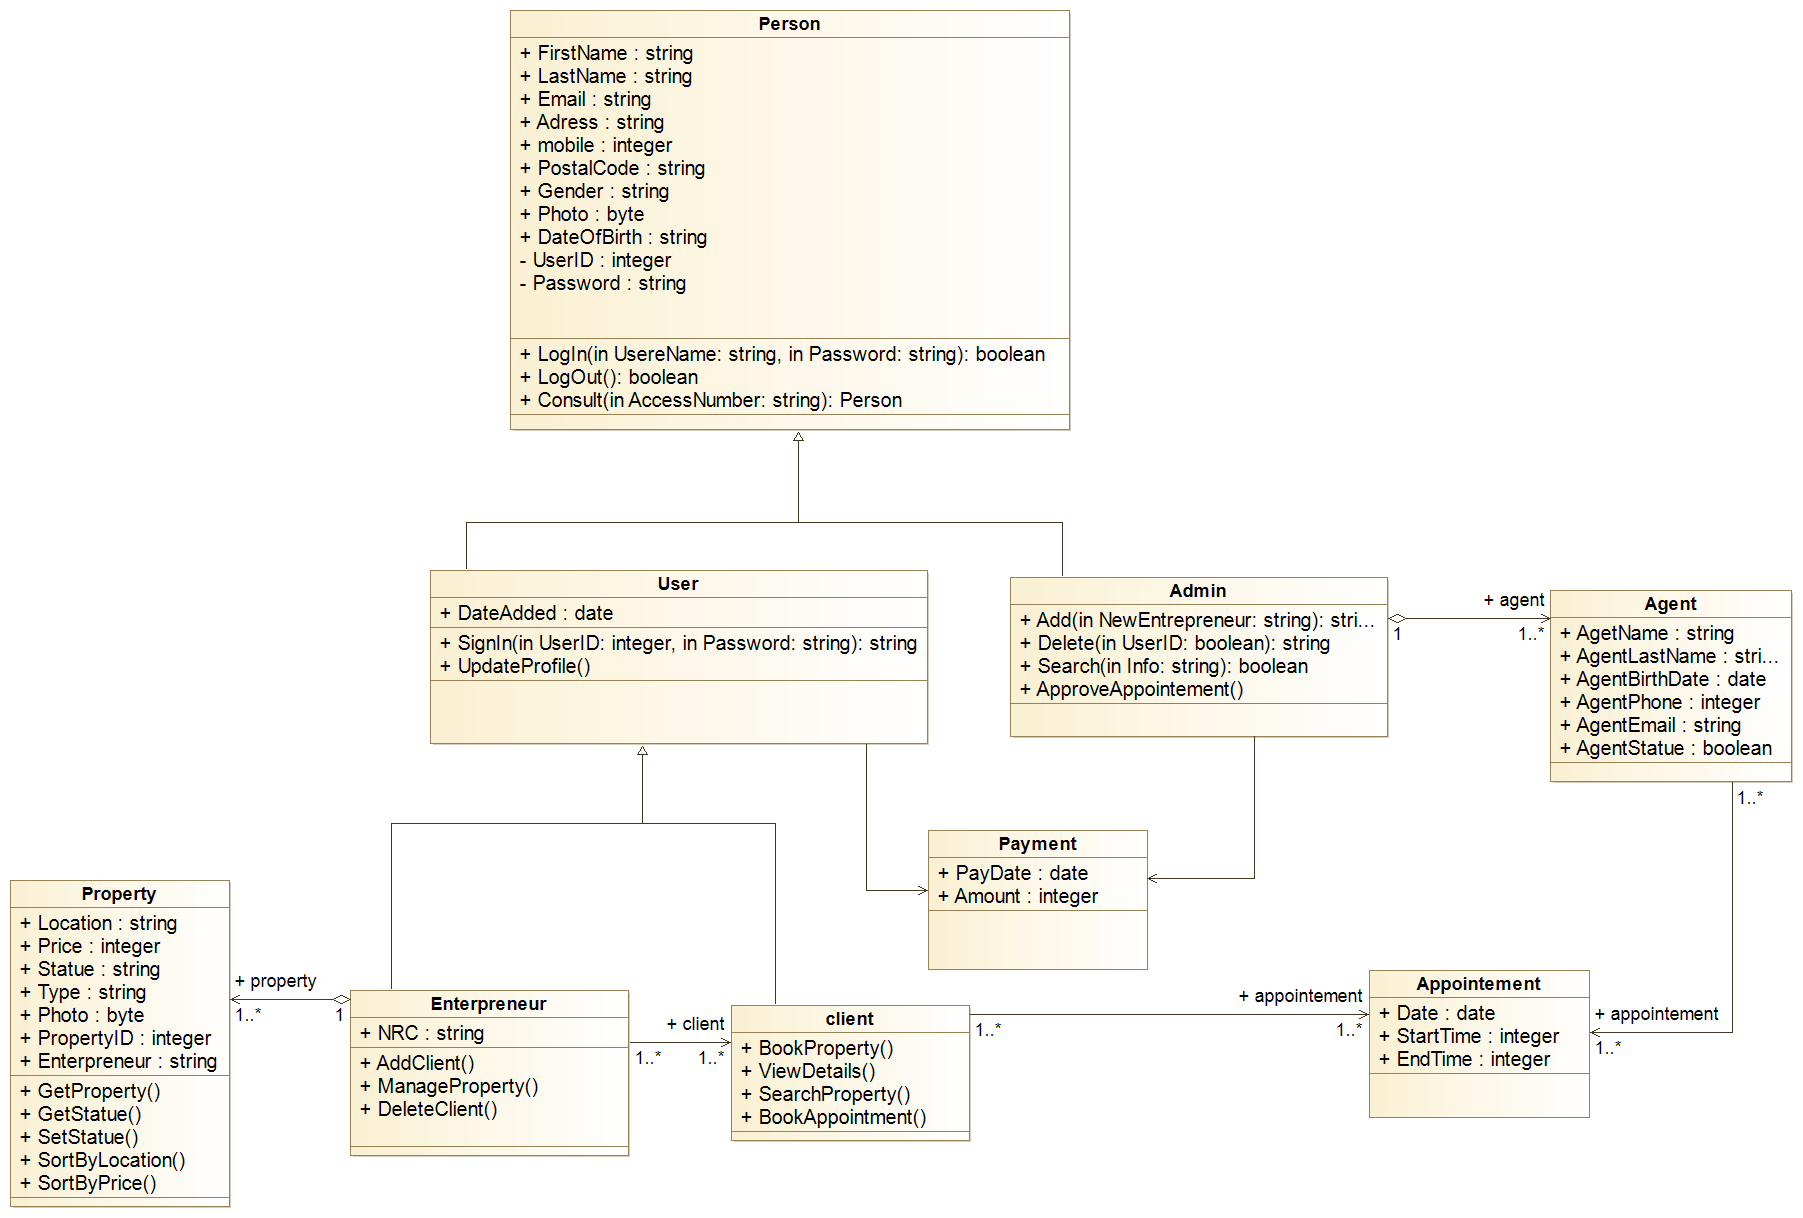 Person
+ FirstName : string
+ LastName : string
+ Email : string
+ Adress : string
+ mobile : integer
+ PostalCode : string
+ Gender : string
+ Photo : byte
+ DateOfBirth : string
- UserID : integer
- Password : string
+ LogIn(in UsereName: string, in Password: string): boolean
+ LogOut(): boolean
+ Consult(in AccessNumber: string): Person
User
+ DateAdded : date
+ SignIn(in UserID: integer, in Password: string): string
+ UpdateProfile()
Admin
+ Add(in NewEntrepreneur: string): stri...
+ Delete(in UserID: boolean): string
+ Search(in Info: string): boolean
+ ApproveAppointement()
1
+ agent
1..*
Agent
+ AgetName : string
+ AgentLastName : stri...
+ AgentBirthDate : date
+ AgentPhone : integer
+ AgentEmail : string
+ AgentStatue : boolean
1..*
Payment
+ PayDate : date
+ Amount : integer
Property
+ Location : string
+ Price : integer
+ Statue : string
+ Type : string
+ Photo : byte
+ PropertyID : integer
+ Enterpreneur : string
+ GetProperty()
+ GetStatue()
+ SetStatue()
+ SortByLocation()
+ SortByPrice()
+ property
1..*
1
Enterpreneur
+ NRC : string
+ AddClient()
+ ManageProperty()
+ DeleteClient()
+ client
1..*
1..*
client
+ BookProperty()
+ ViewDetails()
+ SearchProperty()
+ BookAppointment()
1..*
+ appointement
1..*
Appointement
+ Date : date
+ StartTime : integer
+ EndTime : integer
+ appointement
1..*